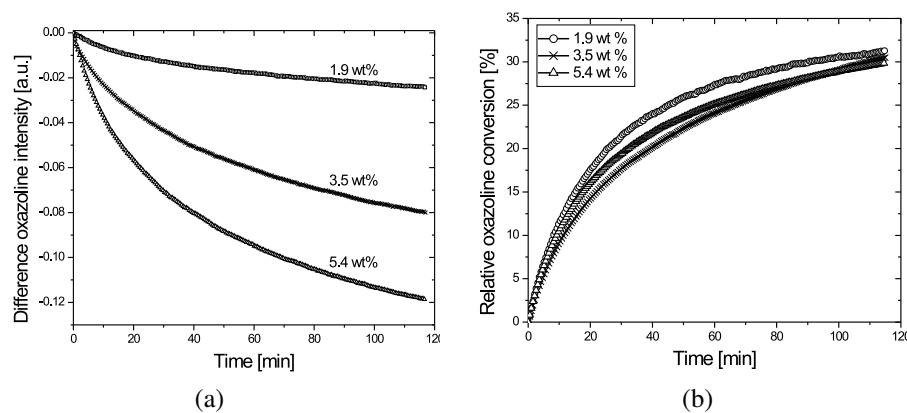 0.00
-0.02
-0.04
-0.06
-0.08
-0.10
-0.12
Difference oxazoline intensity [a.u.]
1.9 wt%
3.5 wt%
5.4 wt%
0 20 40 60 80 100 120
Time [min]
(a)
35
30
25
20
15
10
5
0
Relative oxazoline conversion [%]
1.9 wt %
3.5 wt %
5.4 wt %
0 20 40 60 80 100 120
Time [min]
(b)